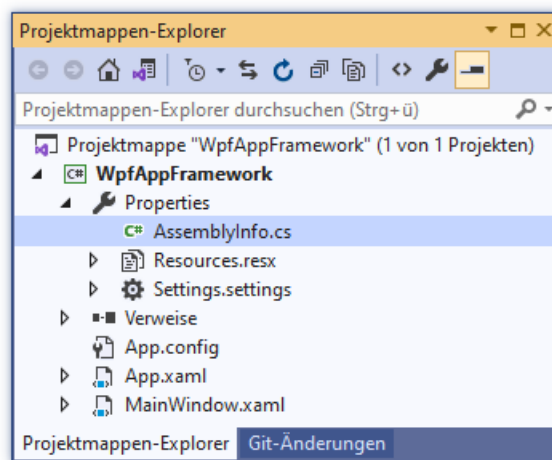 Projektmappen-Explorer
Projektmappen-Explorer durchsuchen (Strg+ü)
Projektmappe "WpfAppFramework" (1 von 1 Projekten)
C# WpfAppFramework
Properties
C# AssemblyInfo.cs
Resources.resx
Settings.settings
Verweise
App.config
App.xaml
MainWindow.xaml
Projektmappen-Explorer Git-Änderungen